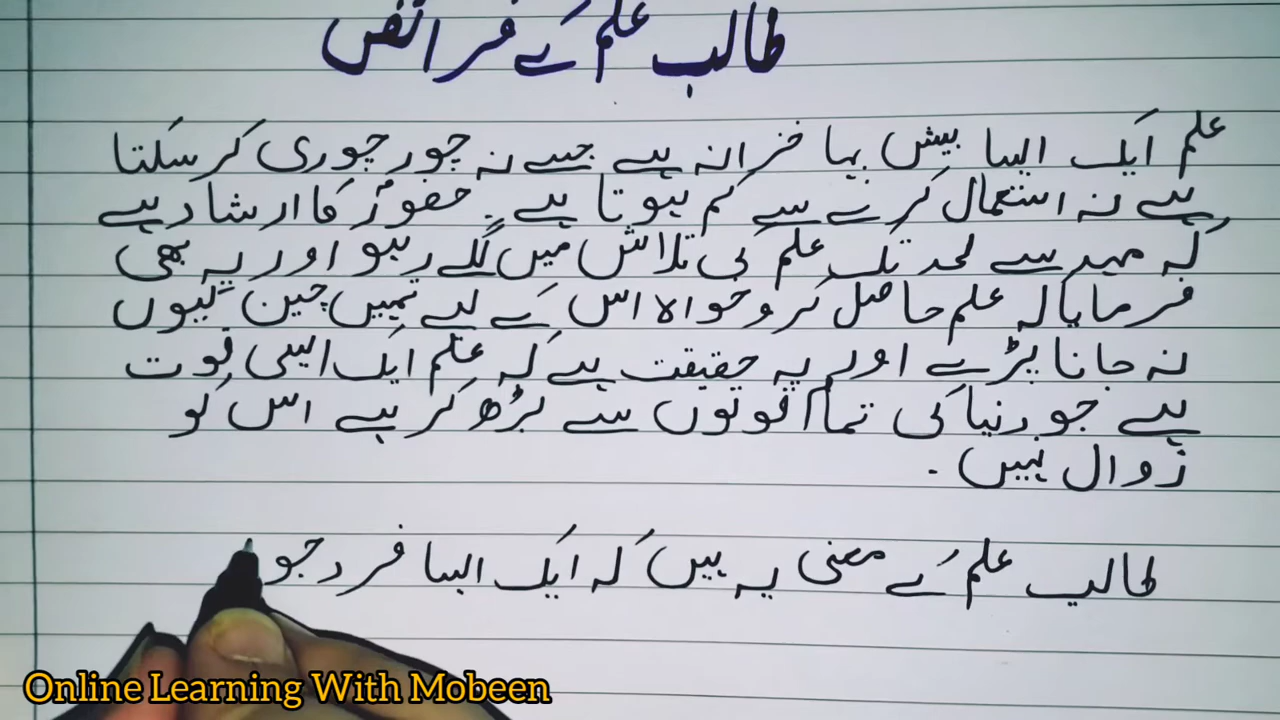 طالب علم کے فرائض
علم ایک ایسا بیش بہا خزانہ ہے جسے نہ چور چوری کر سکتا
ہے نہ استعمال کرنے سے کم ہوتا ہے۔ حضورؐ کا ارشاد ہے
کہ مہد سے لحد تک علم کی تلاش میں لگے رہو اور یہ بھی
فرمایا کہ علم حاصل کرو خواہ اس کے لیے تمہیں چین کیوں
نہ جانا پڑے اور یہ حقیقت ہے کہ علم ایک ایسی قوت
ہے جو دنیا کی تمام قوتوں سے بڑھ کر ہے اس کو
زوال نہیں۔
طالب علم کے معنی یہ ہیں کہ ایک ایسا فرد جو
Online Learning With Mobeen